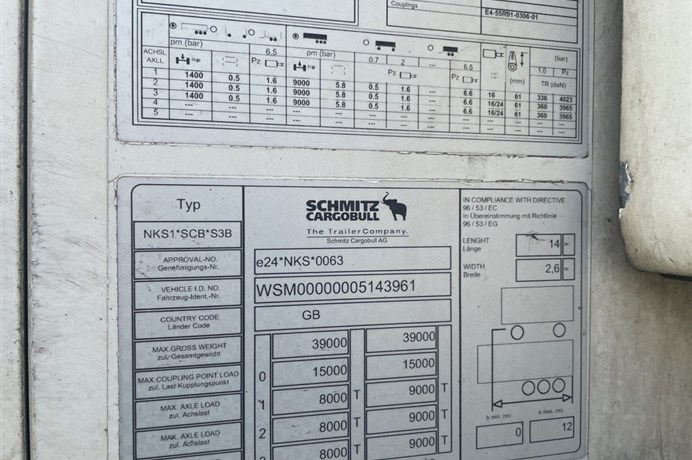 Couplings E4-55R01-0306-01
6.5
pm (bar) pm (bar) 0.7 2 ... 6.5 (bar)
ACHSL Pz Pz Pz (mm) 1.0 Pz
AXLL TR (daN)
1 1400 0.5 1.6 9000 5.8 0.5 1.6 ... 6.6 16 61 336 4023
2 1400 0.5 1.6 9000 5.8 0.5 1.6 ... 6.6 16/24 61 360 3965
3 1400 0.5 1.6 9000 5.8 0.5 1.6 ... 6.6 16/24 61 360 3965
4 ... ... ... ... ... ... ... ...
5 ... ... ... ... ... ... ... ...
Typ
NKS1*SCB*S3B
SCHMITZ
CARGOBULL
The TrailerCompany.
Schmitz Cargobull AG
APPROVAL-NO.
Genehmigungs-Nr.
e24*NKS*0063
VEHICLE I.D. NO.
Fahrzeug-Ident.-Nr.
WSM00000005143961
COUNTRY CODE
Länder Code
GB
MAX.GROSS WEIGHT
zul.Gesamtgewicht
39000 39000
MAX.COUPLING POINT LOAD
zul. Last Kupplungspunkt
0 15000 15000
MAX. AXLE LOAD
zul. Achslast
1 8000 T 9000 T
MAX. AXLE LOAD
zul. Achslast
2 8000 T 9000 T
MAX. AXLE LOAD
8000 T 9000 T
IN COMPLIANCE WITH DIRECTIVE
96 / 53 / EC
In Übereinstimmung mit Richtlinie
96 / 53 / EG
LENGHT
Länge
14 m
WIDTH
Breite
2,6 m
b min. (m) b max. (m)
0 12